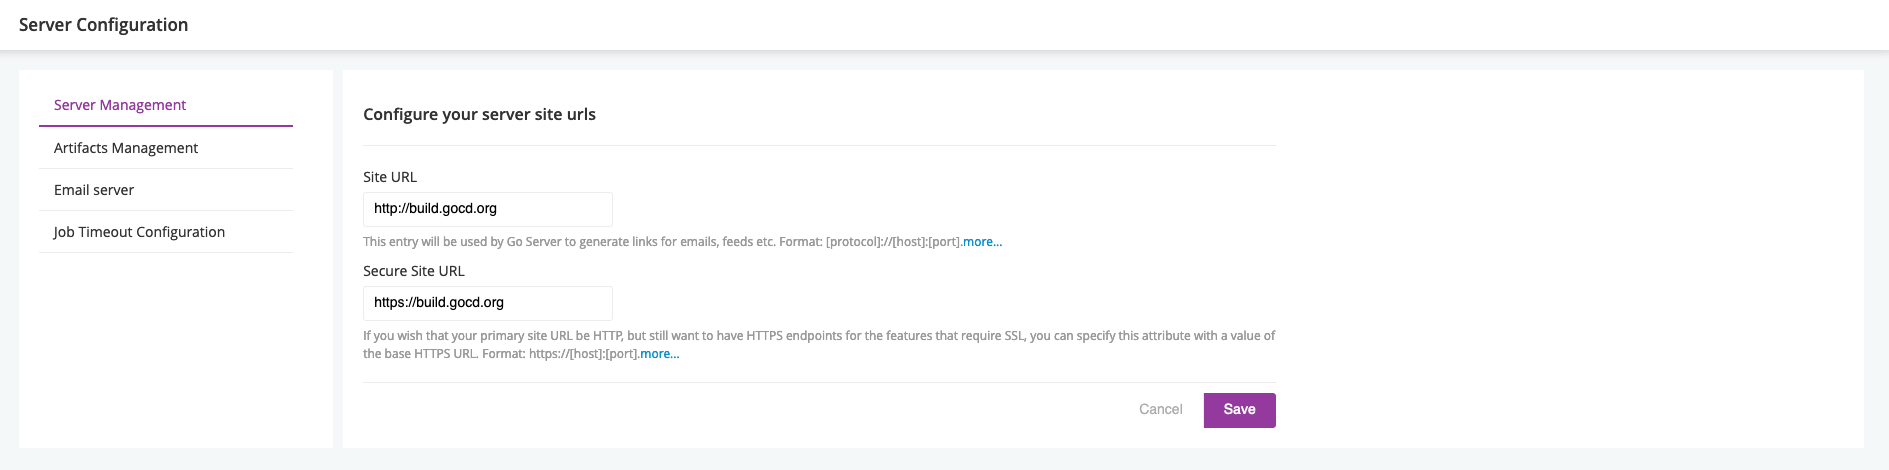 Server Configuration
Server Management
Artifacts Management
Email server
Job Timeout Configuration
Configure your server site urls
Site URL
http://build.gocd.org
This entry will be used by Go Server to generate links for emails, feeds etc. Format: [protocol]://[host]:[port].more...
Secure Site URL
https://build.gocd.org
If you wish that your primary site URL be HTTP, but still want to have HTTPS endpoints for the features that require SSL, you can specify this attribute with a value of
the base HTTPS URL. Format: https://[host]:[port].more...
Cancel
Save